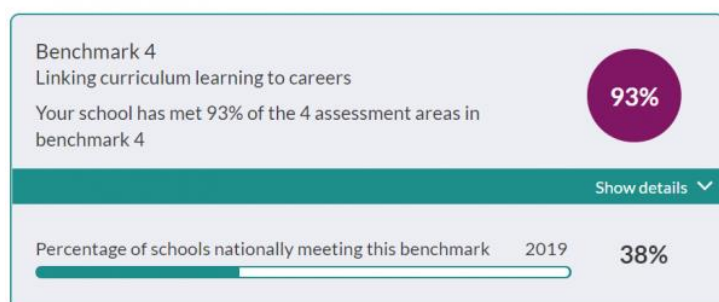 Benchmark 4
Linking curriculum learning to careers
Your school has met 93% of the 4 assessment areas in
benchmark 4
93%
Show details
Percentage of schools nationally meeting this benchmark 2019 38%